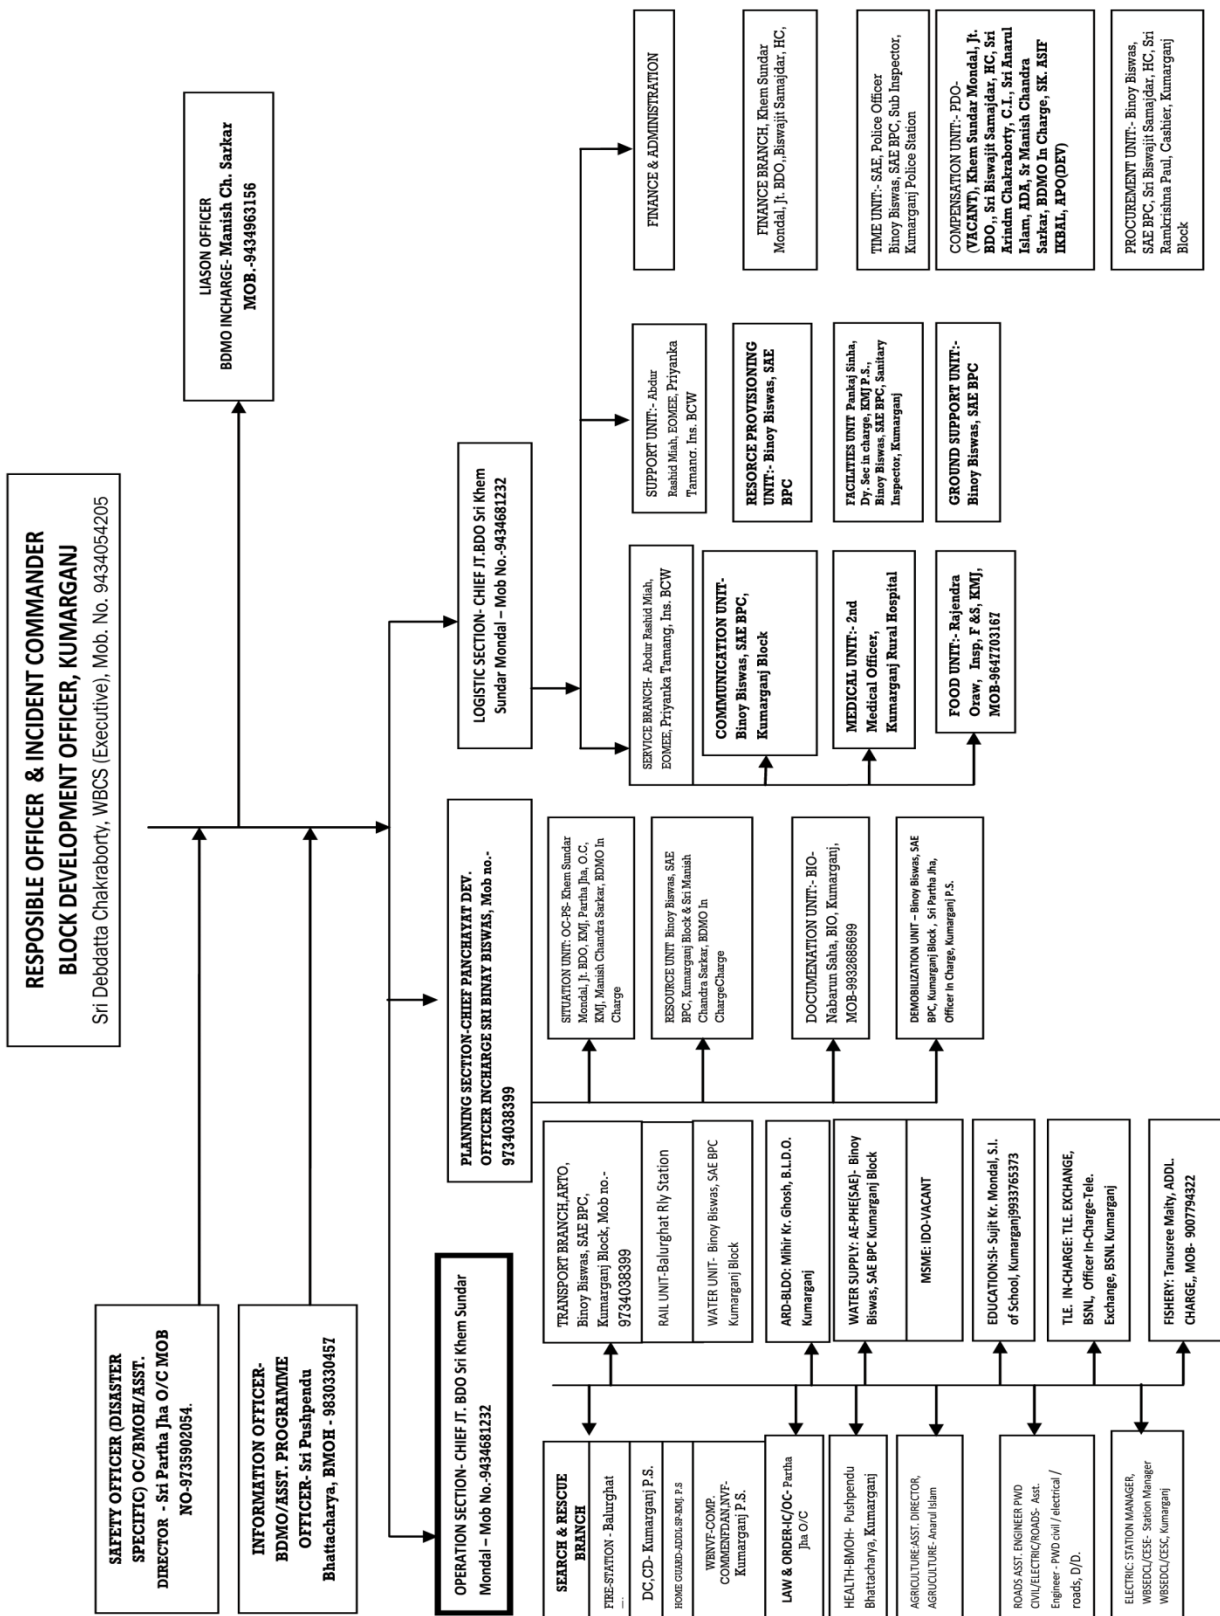 RESPOSIBLE OFFICER & INCIDENT COMMANDER
BLOCK DEVELOPMENT OFFICER, KUMARGANJ
Sri Debdatta Chakraborty, WBCS (Executive), Mob. No. 9434054205
SAFETY OFFICER (DISASTER
SPECIFIC) OC/BMOH/ASST.
DIRECTOR - Sri Partha Jha O/C MOB
NO-9735902054.
LIASON OFFICER
BDMO INCHARGE- Manish Ch. Sarkar
MOB.-9434963156
INFORMATION OFFICER-
BDMO/ASST. PROGRAMME
OFFICER- Sri Pushpendu
Bhattacharya, BMOH - 9830330457
OPERATION SECTION- CHIEF JT. BDO Sri Khem Sundar
Mondal – Mob No.-9434681232
PLANNING SECTION-CHIEF PANCHAYAT DEV.
OFFICER INCHARGE SRI BINAY BISWAS, Mob no.-
9734038399
LOGISTIC SECTION- CHIEF JT.BDO Sri Khem
Sundar Mondal – Mob No.-9434681232
SEARCH & RESCUE
BRANCH
FIRE-STATION - Balurghat
DC,CD- Kumarganj P.S.
HOME GUARD-ADDL.SP-KMJ. P.S
WBNVF-COMP.
COMMENFDAN,NVF-
Kumarganj P.S.
LAW & ORDER-IC/OC- Partha
Jha O/C
HEALTH-BMOH- Pushpendu
Bhattacharya, Kumarganj
AGRICULTURE:ASST. DIRECTOR,
AGRUCULTURE- Anarul Islam
ROADS ASST. ENGINEER PWD
CIVIL/ELECTRIC/ROADS- Asst.
Engineer - PWD civil / electrical /
roads, D/D.
ELECTRIC: STATION MANAGER,
WBSEDCL/CESE- Station Manager
WBSEDCL/CESC, Kumarganj
TRANSPORT BRANCH,ARTO,
Binoy Biswas, SAE BPC,
Kumarganj Block, Mob no.-
9734038399
RAIL UNIT-Balurghat Rly Station
WATER UNIT- Binoy Biswas, SAE BPC
Kumarganj Block
ARD-BLDO: Mihir Kr. Ghosh, B.L.D.O.
Kumarganj
WATER SUPPLY: AE-PHE(SAE)- Binoy
Biswas, SAE BPC Kumarganj Block
MSME: IDO-VACANT
EDUCATION:SI- Sujit Kr. Mondal, S.I.
of School, Kumarganj9933765373
TLE. IN-CHARGE: TLE. EXCHANGE,
BSNL, Officer In-Charge-Tele.
Exchange, BSNL Kumarganj
FISHERY: Tanusree Maity, ADDL.
CHARGE,, MOB- 9007794322
SITUATION UNIT: OC-PS- Khem Sundar
Mondal, Jt. BDO, KMJ, Partha Jha, O.C,
KMJ, Manish Chandra Sarkar, BDMO In
Charge
RESOURCE UNIT Binoy Biswas, SAE
BPC, Kumarganj Block & Sri Manish
Chandra Sarkar, BDMO In
ChargeCharge
DOCUMENATION UNIT:- BIO-
Nabarun Saha, BIO, Kumarganj,
MOB-9932685699
DEMOBILIZATION UNIT – Binoy Biswas, SAE
BPC, Kumarganj Block , Sri Partha Jha,
Officer In Charge, Kumarganj P.S.
SERVICE BRANCH- Abdur Rashid Miah,
EOMEE, Priyanka Tamang, Ins. BCW
COMMUNICATION UNIT-
Binoy Biswas, SAE BPC,
Kumarganj Block
MEDICAL UNIT:- 2nd
Medical Officer,
Kumarganj Rural Hospital
FOOD UNIT:- Rajendra
Oraw, Insp, F &S, KMJ,
MOB-9647703167
SUPPORT UNIT:- Abdur
Rashid Miah, EOMEE, Priyanka
Tamang, Ins. BCW
RESORCE PROVISIONING
UNIT:- Binoy Biswas, SAE
BPC
FACILITIES UNIT Pankaj Sinha,
Dy. Sec in charge, KMJ P.S.,
Binoy Biswas, SAE BPC, Sanitary
Inspector, Kumarganj
GROUND SUPPORT UNIT:-
Binoy Biswas, SAE BPC
FINANCE & ADMINISTRATION
FINANCE BRANCH, Khem Sundar
Mondal, Jt. BDO,,Biswajit Samajdar, HC,
TIME UNIT:- SAE, Police Officer
Binoy Biswas, SAE BPC, Sub Inspector,
Kumarganj Police Station
COMPENSATION UNIT:- PDO-
(VACANT), Khem Sundar Mondal, Jt.
BDO,, Sri Biswajit Samajdar, HC, Sri
Arindm Chakraborty, C.I., Sri Anarul
Islam, ADA, Sr Manish Chandra
Sarkar, BDMO In Charge, SK. ASIF
IKBAL, APO(DEV)
PROCUREMENT UNIT:- Binoy Biswas,
SAE BPC, Sri Biswajit Samajdar, HC, Sri
Ramkrishna Paul, Cashier, Kumarganj
Block